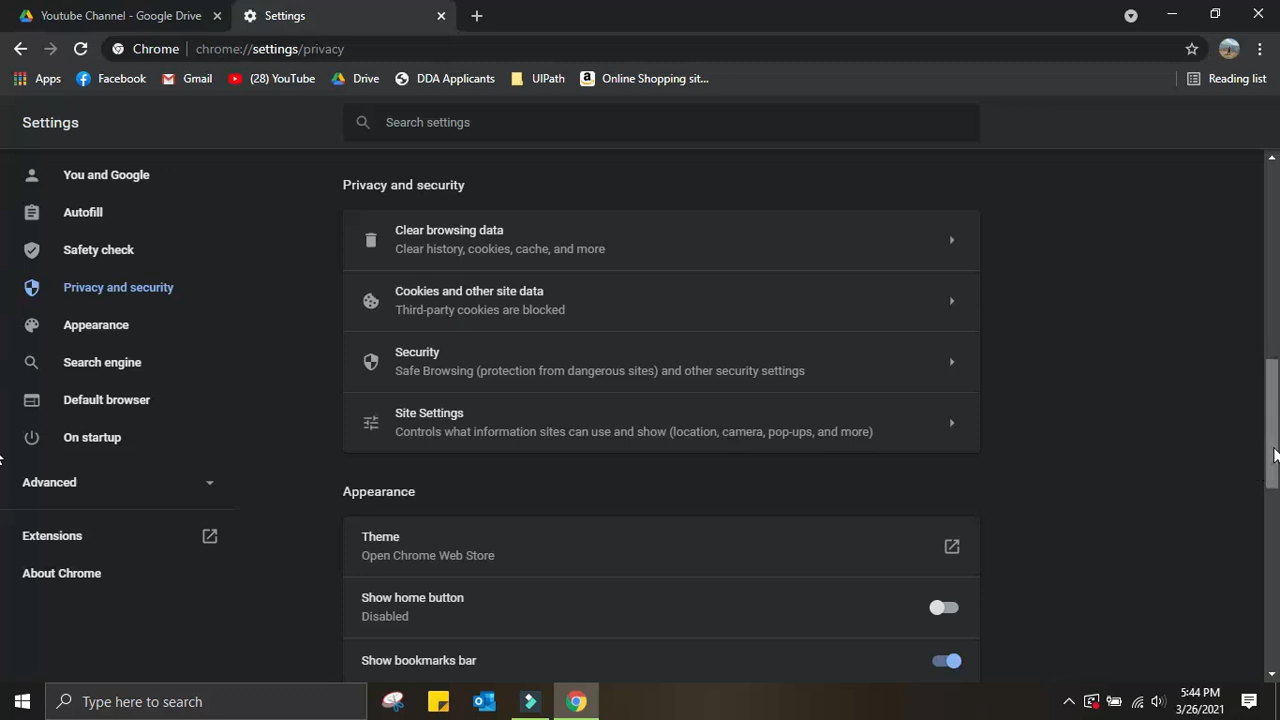 Youtube Channel - Google Drive
Settings
Chrome
chrome://settings/privacy
Apps
Facebook
Gmail
(28) YouTube
Drive
DDA Applicants
UIPath
Online Shopping sit...
Reading list
Settings
Search settings
You and Google
Autofill
Safety check
Privacy and security
Appearance
Search engine
Default browser
On startup
Advanced
Extensions
About Chrome
Privacy and security
Clear browsing data
Clear history, cookies, cache, and more
Cookies and other site data
Third-party cookies are blocked
Security
Safe Browsing (protection from dangerous sites) and other security settings
Site Settings
Controls what information sites can use and show (location, camera, pop-ups, and more)
Appearance
Theme
Open Chrome Web Store
Show home button
Disabled
Show bookmarks bar
Type here to search
5:44 PM
3/26/2021